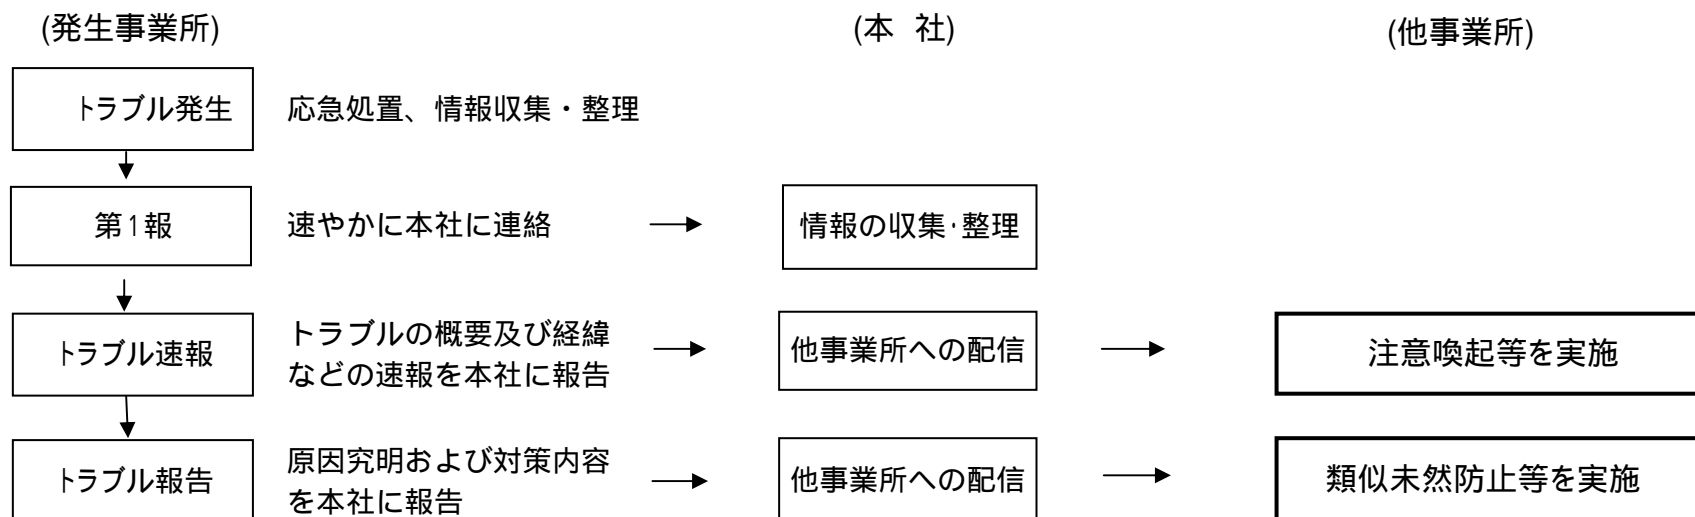 (発生事業所)
(本 社)
(他事業所)
トラブル発生
応急処置、情報収集・整理
第1報
速やかに本社に連絡
情報の収集・整理
トラブル速報
トラブルの概要及び経緯
などの速報を本社に報告
他事業所への配信
注意喚起等を実施
トラブル報告
原因究明および対策内容
を本社に報告
他事業所への配信
類似未然防止等を実施